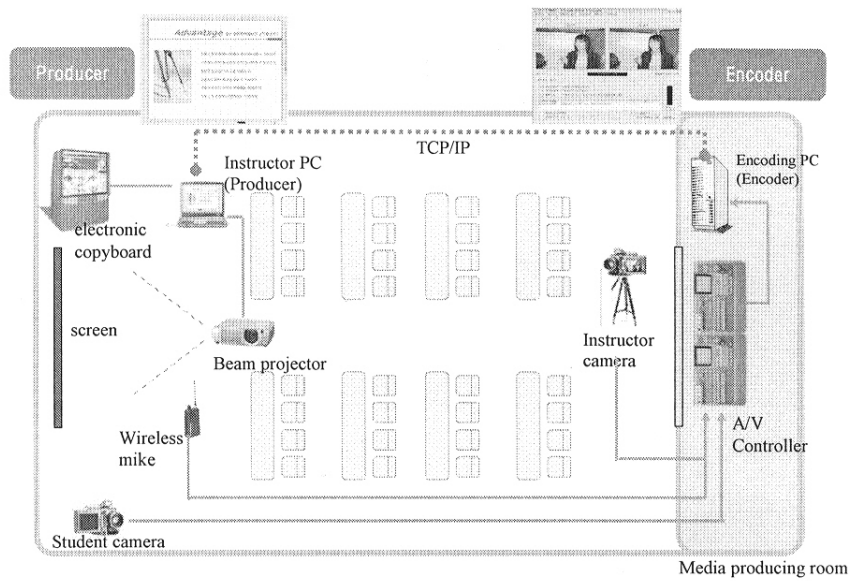 Advantage
Producer
Encoder
TCP/IP
Instructor PC
(Producer)
Encoding PC
(Encoder)
electronic
copyboard
screen
Beam projector
Instructor
camera
Wireless
mike
A/V
Controller
Student camera
Media producing room